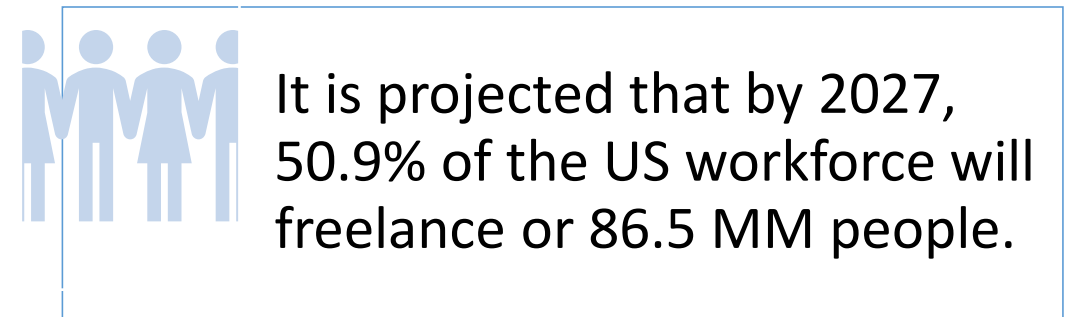 It is projected that by 2027,
50.9% of the US workforce will
freelance or 86.5 MM people.